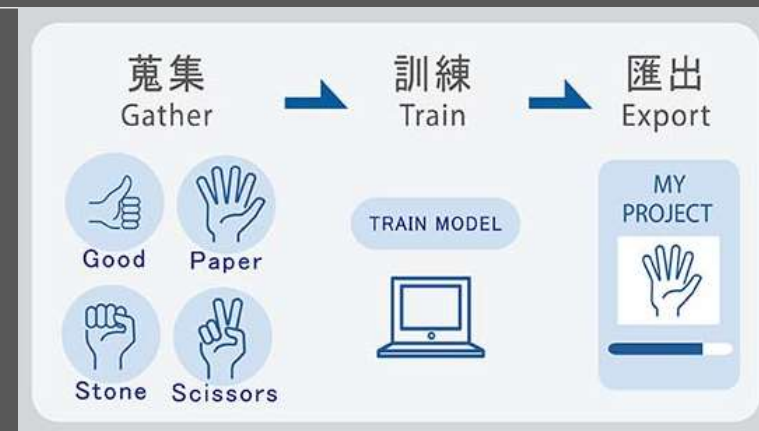 蒐集
Gather
訓練
Train
匯出
Export
Good
Paper
Stone
Scissors
TRAIN MODEL
MY
PROJECT